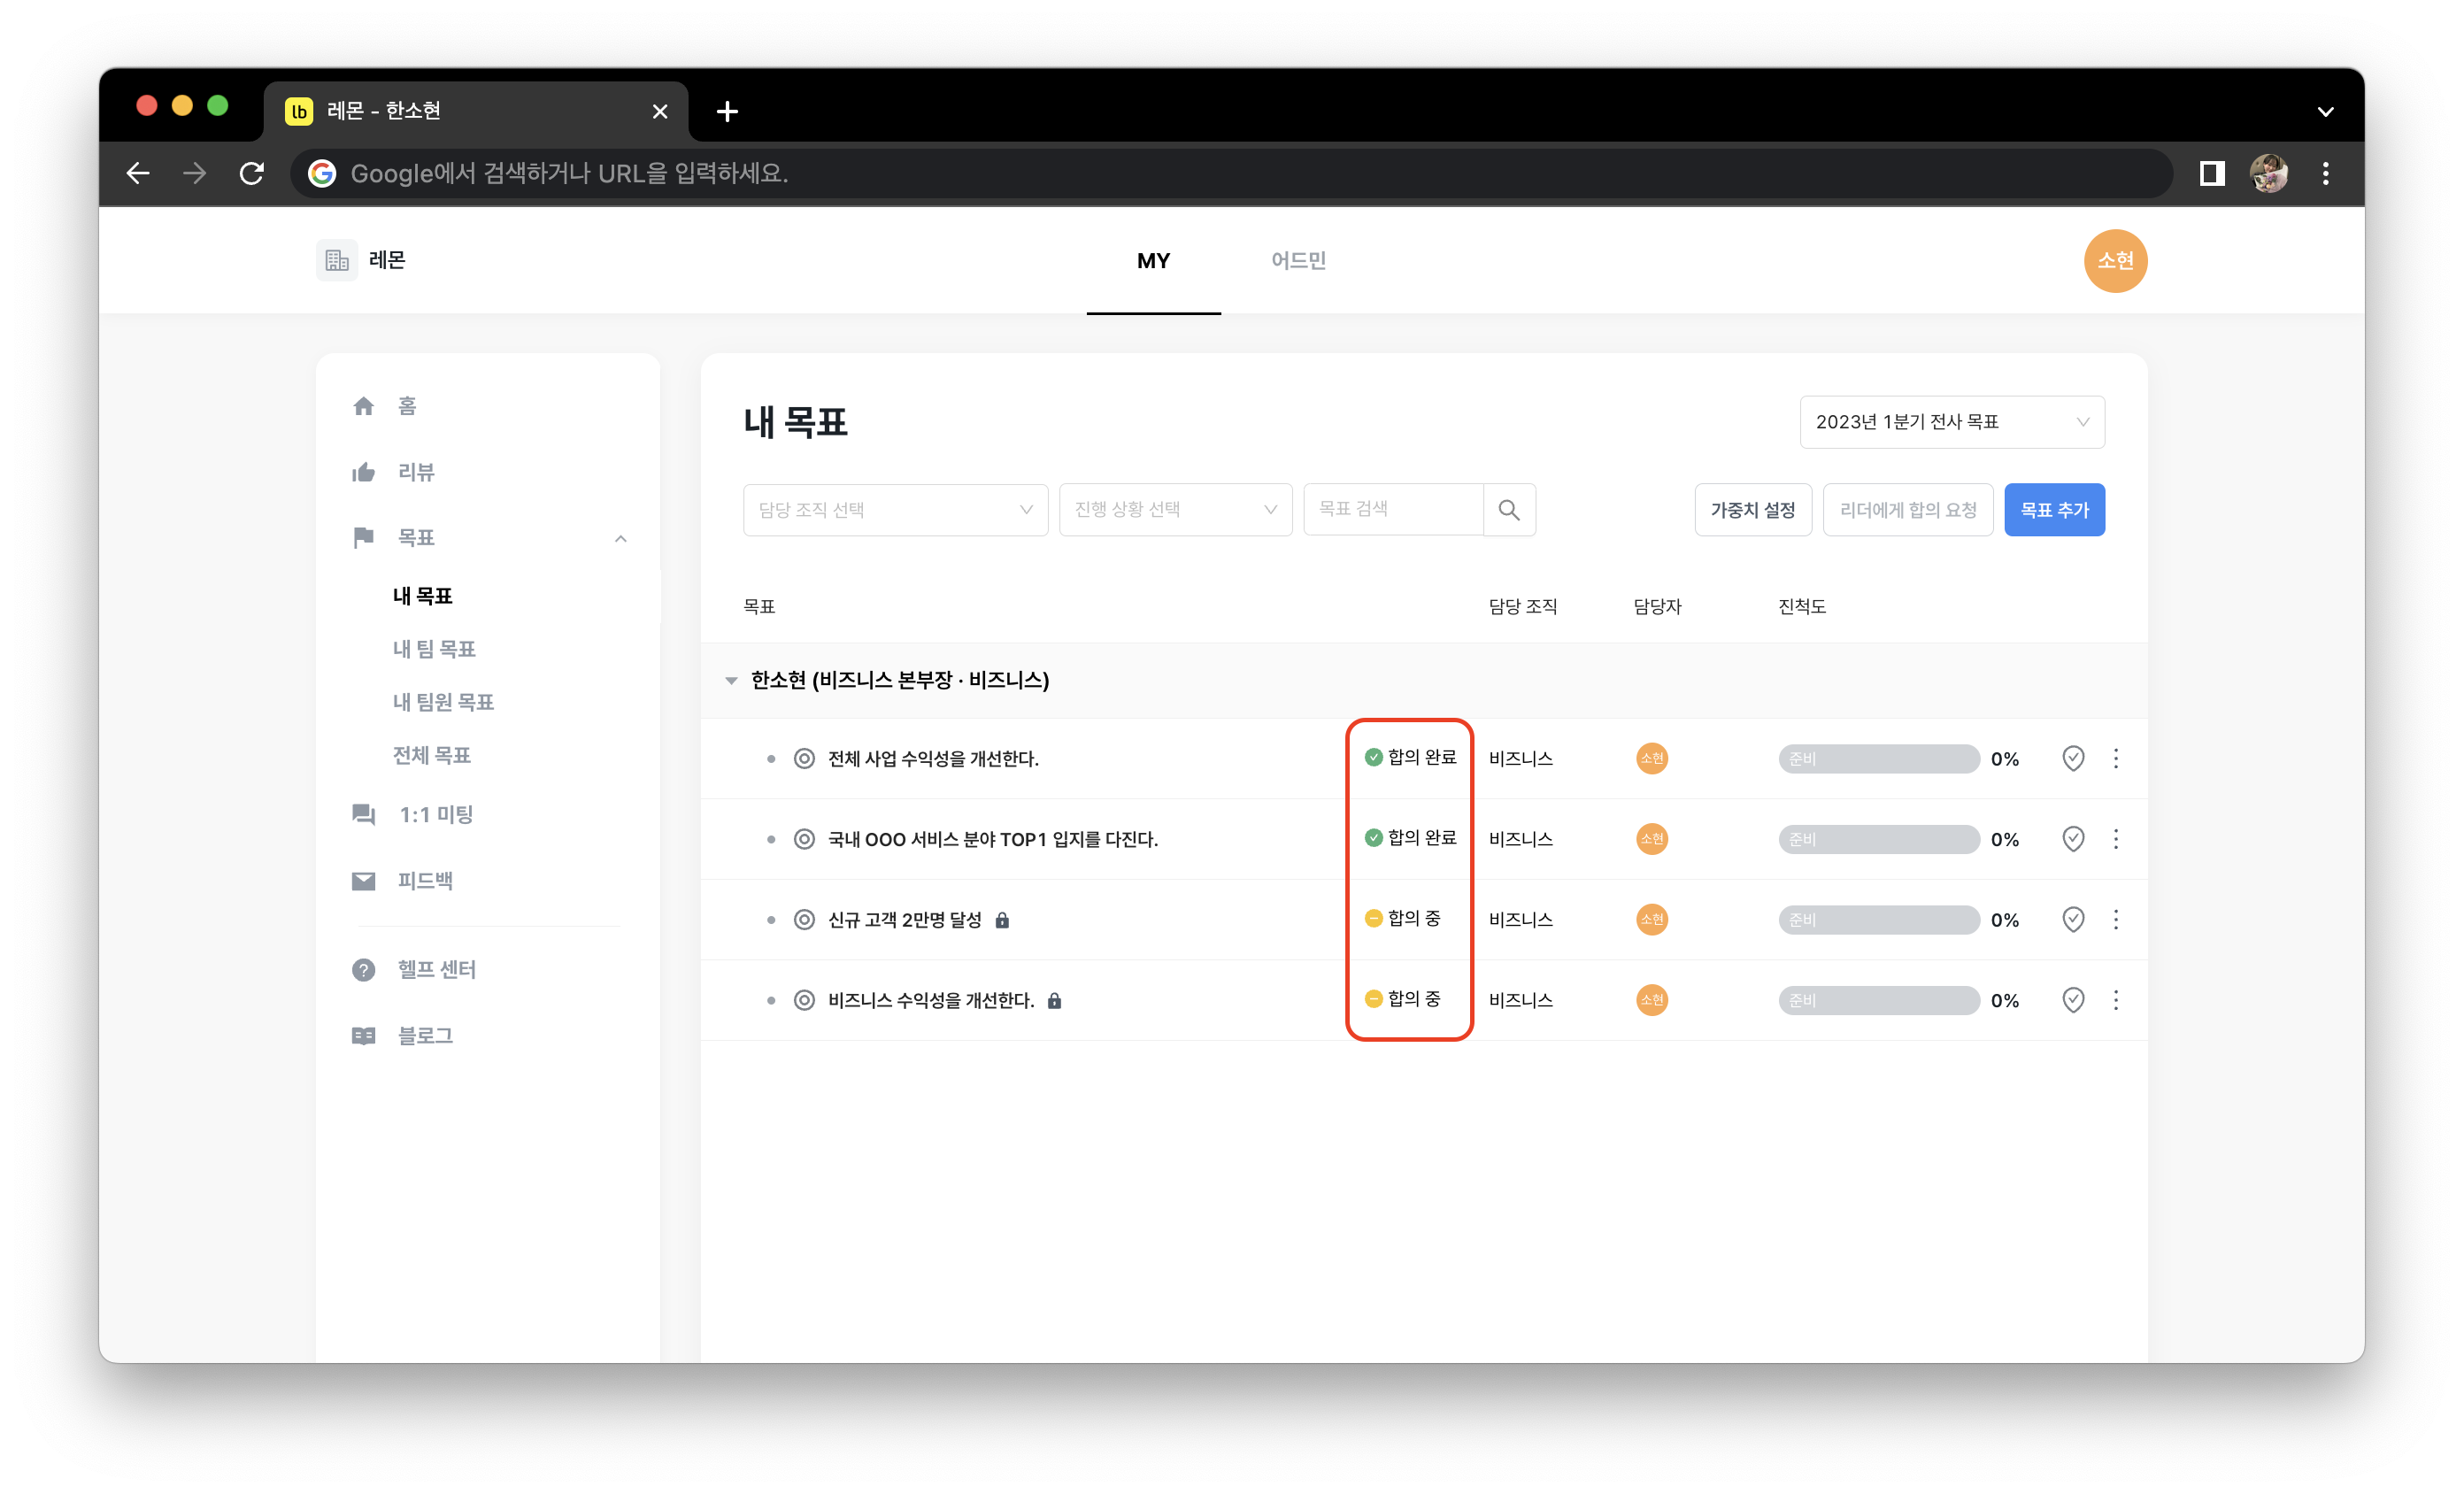 lb 레몬 - 한소현
Google에서 검색하거나 URL을 입력하세요.
레몬
MY
어드민
소현
홈
리뷰
목표
내 목표
내 팀 목표
내 팀원 목표
전체 목표
1:1 미팅
피드백
헬프 센터
블로그
내 목표
2023년 1분기 전사 목표
담당 조직 선택
진행 상황 선택
목표 검색
가중치 설정
리더에게 합의 요청
목표 추가
목표 담당 조직 담당자 진척도
한소현 (비즈니스 본부장 · 비즈니스)
전체 사업 수익성을 개선한다. 합의 완료 비즈니스 소현 준비 0%
국내 OOO 서비스 분야 TOP1 입지를 다진다. 합의 완료 비즈니스 소현 준비 0%
신규 고객 2만명 달성 합의 중 비즈니스 소현 준비 0%
비즈니스 수익성을 개선한다. 합의 중 비즈니스 소현 준비 0%